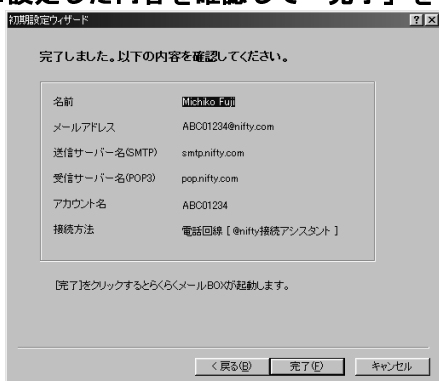 設定した内容を確認して「完了」を
初期設定ウィザード
完了しました。以下の内容を確認してください。
名前 Michiko Fuji
メールアドレス ABC01234@nifty.com
送信サーバー名(SMTP) smtp.nifty.com
受信サーバー名(POP3) pop.nifty.com
アカウント名 ABC01234
接続方法 電話回線 [ @nifty接続アシスタント ]
[完了]をクリックするとらくらくメールBOXが起動します。
< 戻る(B) 完了(F) キャンセル